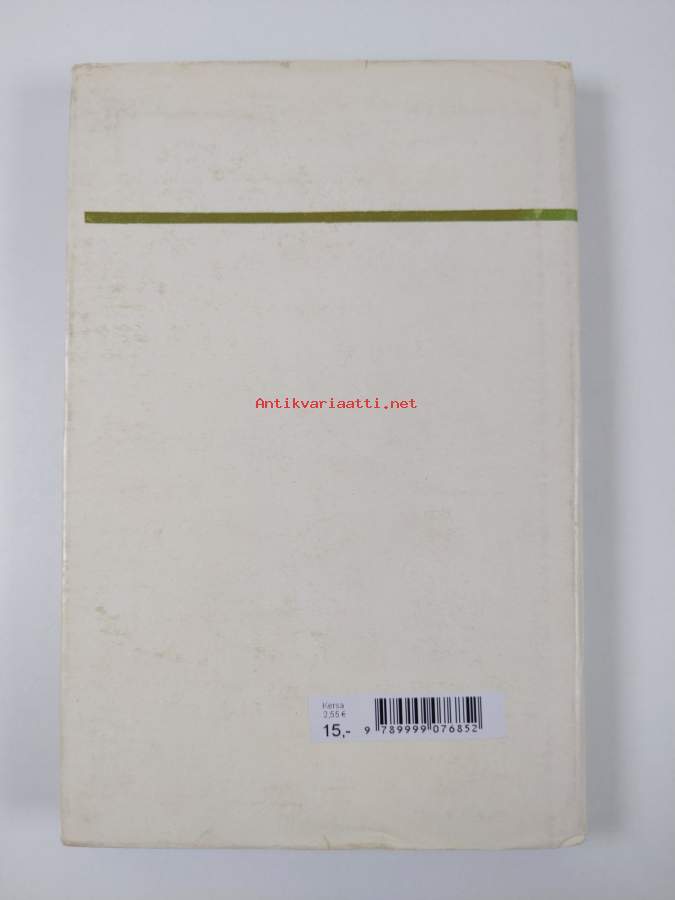 Antikvariaatti.net
Kersa
2,55 €
15,-
9 789999 076852